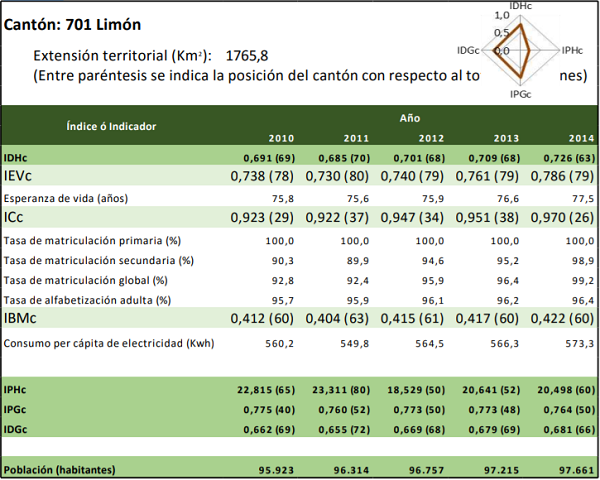 Cantón: 701 Limón
IDHc
1,0
0,5
0,0
IDGc
IPHc
IPGc
Extensión territorial (Km²): 1765,8
(Entre paréntesis se indica la posición del cantón con respecto al to nes)
Índice ó Indicador
Año
2010 2011 2012 2013 2014
IDHc 0,691 (69) 0,685 (70) 0,701 (68) 0,709 (68) 0,726 (63)
IEVc 0,738 (78) 0,730 (80) 0,740 (79) 0,761 (79) 0,786 (79)
Esperanza de vida (años) 75,8 75,6 75,9 76,6 77,5
ICc 0,923 (29) 0,922 (37) 0,947 (34) 0,951 (38) 0,970 (26)
Tasa de matriculación primaria (%) 100,0 100,0 100,0 100,0 100,0
Tasa de matriculación secundaria (%) 90,3 89,9 94,6 95,2 98,9
Tasa de matriculación global (%) 92,8 92,4 95,9 96,4 99,2
Tasa de alfabetización adulta (%) 95,7 95,9 96,1 96,2 96,4
IBMc 0,412 (60) 0,404 (63) 0,415 (61) 0,417 (60) 0,422 (60)
Consumo per cápita de electricidad (Kwh) 560,2 549,8 564,5 566,3 573,3
IPHc 22,815 (65) 23,311 (80) 18,529 (50) 20,641 (52) 20,498 (60)
IPGc 0,775 (40) 0,760 (52) 0,773 (50) 0,773 (48) 0,764 (50)
IDGc 0,662 (69) 0,655 (72) 0,669 (68) 0,679 (69) 0,681 (66)
Población (habitantes) 95.923 96.314 96.757 97.215 97.661